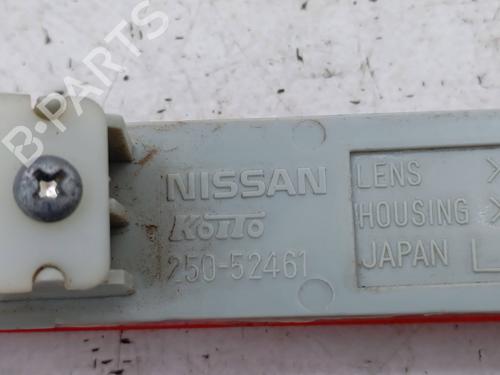 B-PARTS
NISSAN
KOITO
250-52461
LENS >
HOUSING >
JAPAN